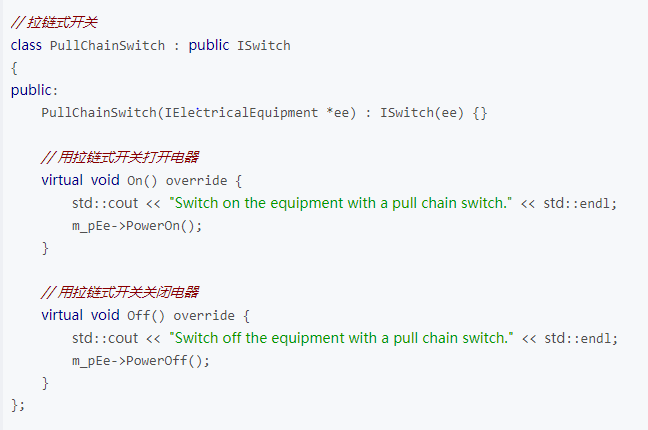 // 拉链式开关
class PullChainSwitch : public ISwitch
{
public:
    PullChainSwitch(IElectricalEquipment *ee) : ISwitch(ee) {}

    // 用拉链式开关打开电器
    virtual void On() override {
        std::cout << "Switch on the equipment with a pull chain switch." << std::endl;
        m_pEe->PowerOn();
    }

    // 用拉链式开关关闭电器
    virtual void Off() override {
        std::cout << "Switch off the equipment with a pull chain switch." << std::endl;
        m_pEe->PowerOff();
    }
};